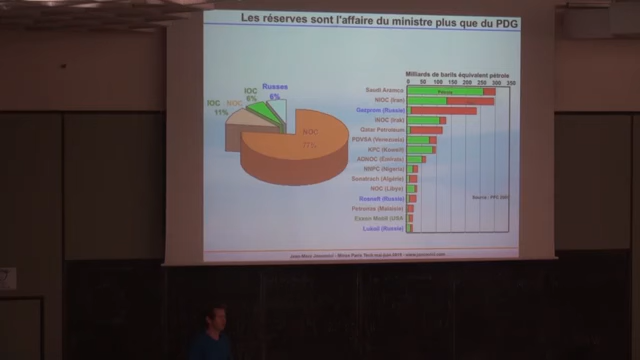 Les réserves sont l'affaire du ministre plus que du PDG
Milliards de barils équivalent pétrole
0 50 100 150 200 250 300 350
Saudi Aramco
NIOC (Iran)
Gazprom (Russie)
INOC (Irak)
Qatar Petroleum
PDVSA (Venezuela)
KPC (Koweit)
ADNOC (Emirats)
NNPC (Nigeria)
Sonatrach (Algérie)
NOC (Libye)
Rosneft (Russie)
Petronas (Malaisie)
Exxon Mobil (USA
Lukoil (Russie)
Russes
6%
IOC
6%
IOC NOC
11%
NOC
77%